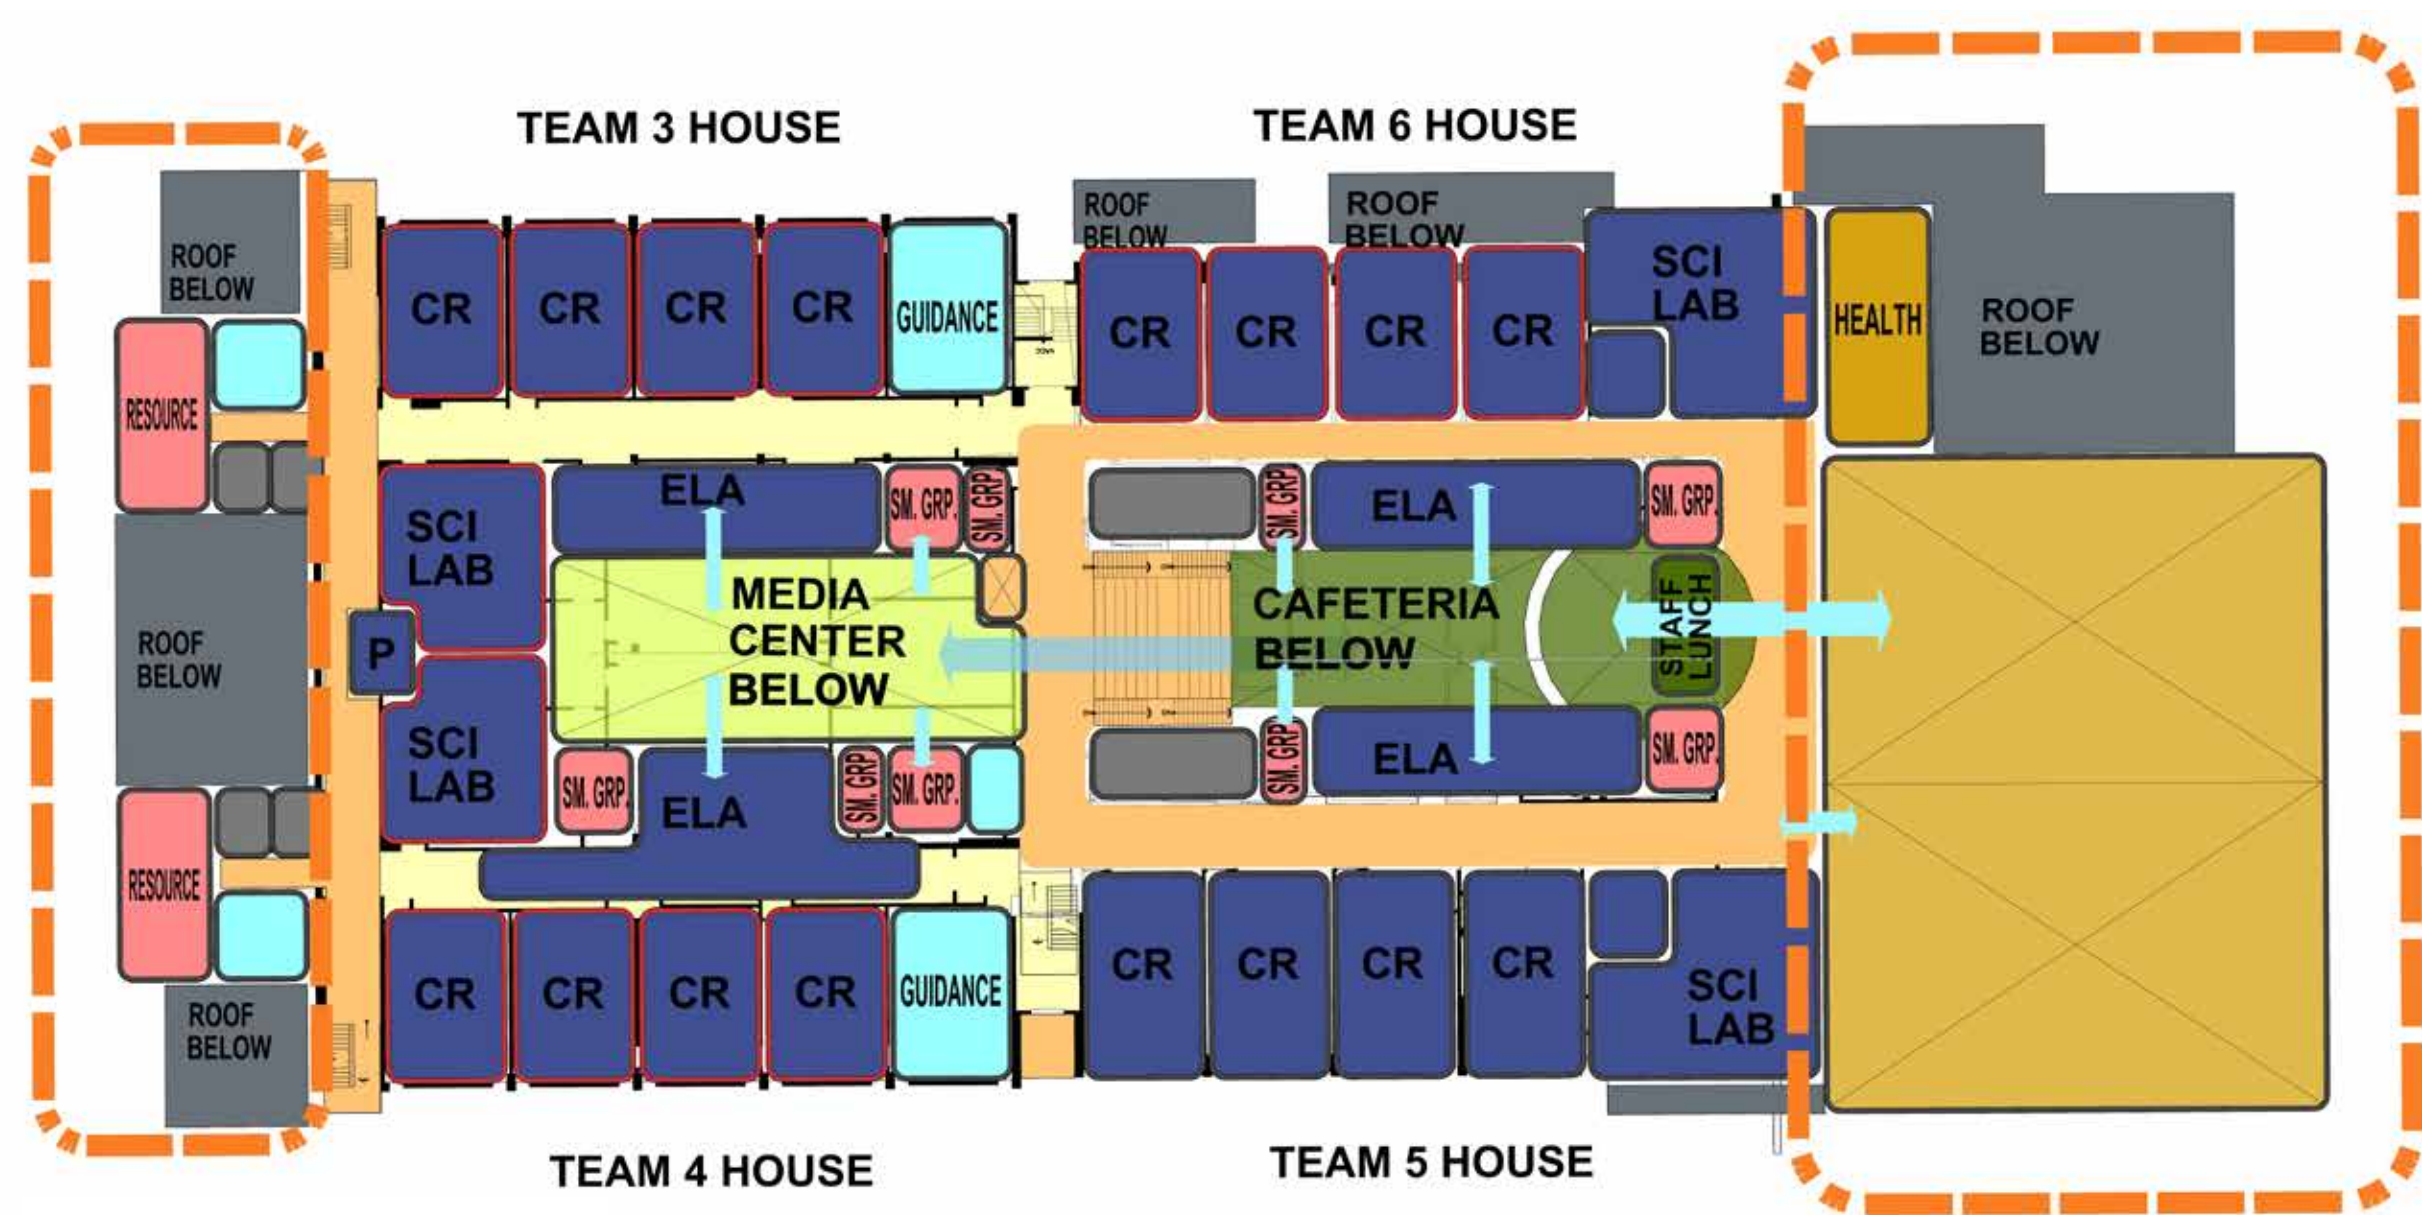 TEAM 3 HOUSE
TEAM 6 HOUSE
ROOF
BELOW
ROOF
BELOW
ROOF
BELOW
CR
CR
CR
CR
GUIDANCE
CR
CR
CR
CR
SCI
LAB
HEALTH
ROOF
BELOW
RESOURCE
SCI
LAB
ELA
SM. GRP.
SM. GRP
SM. GRP
ELA
SM. GRP.
MEDIA
CENTER
BELOW
CAFETERIA
BELOW
STAFF
LUNCH
ROOF
BELOW
P
SCI
LAB
SM. GRP.
ELA
SM. GRP
SM. GRP.
SM. GRP
ELA
SM. GRP.
RESOURCE
ROOF
BELOW
CR
CR
CR
CR
GUIDANCE
CR
CR
CR
CR
SCI
LAB
TEAM 4 HOUSE
TEAM 5 HOUSE